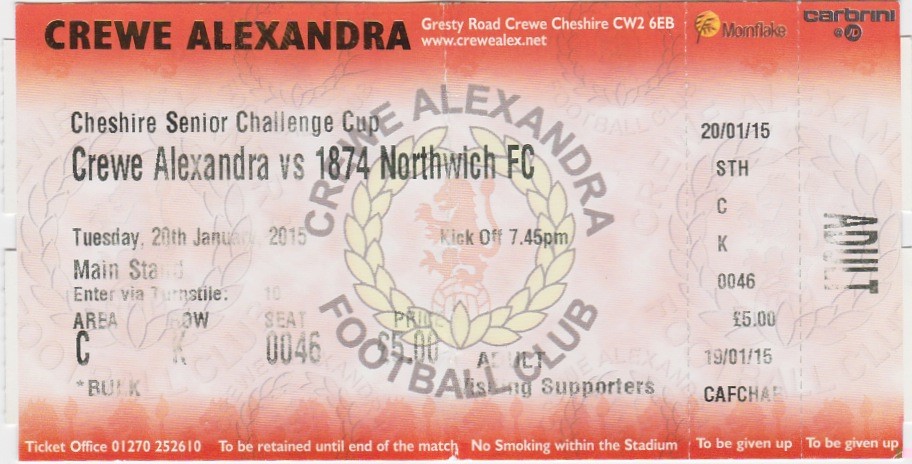 CREWE ALEXANDRA
Gresty Road Crewe Cheshire CW2 6EB
www.crewealex.net
Mornflake
carbrini
@ JD
CREWE ALEXANDRA
FOOTBALL CLUB
Cheshire Senior Challenge Cup
Crewe Alexandra vs 1874 Northwich FC
Tuesday, 20th January, 2015
Kick Off 7.45pm
Main Stand
Enter via Turnstile: 10
AREA ROW SEAT PRICE
C K 0046 £5.00
ADULT
*BULK
Visiting Supporters
20/01/15
STH
C
K
0046
£5.00
19/01/15
CAFCHAB
ADULT
Ticket Office 01270 252610 To be retained until end of the match No Smoking within the Stadium
To be given up
To be given up